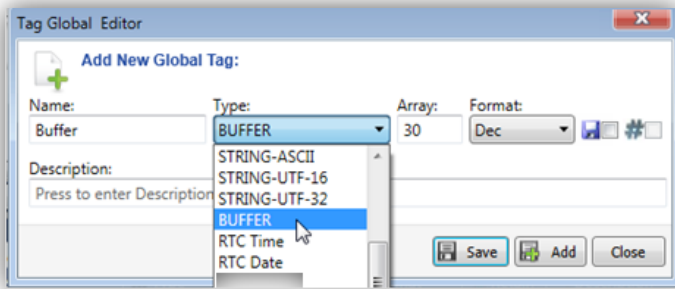 Tag Global Editor
Add New Global Tag:
Name: Type: Array: Format:
Buffer BUFFER 30 Dec #
Description:
Press to enter Description
STRING-ASCII
STRING-UTF-16
STRING-UTF-32
BUFFER
RTC Time
RTC Date
Save Add Close